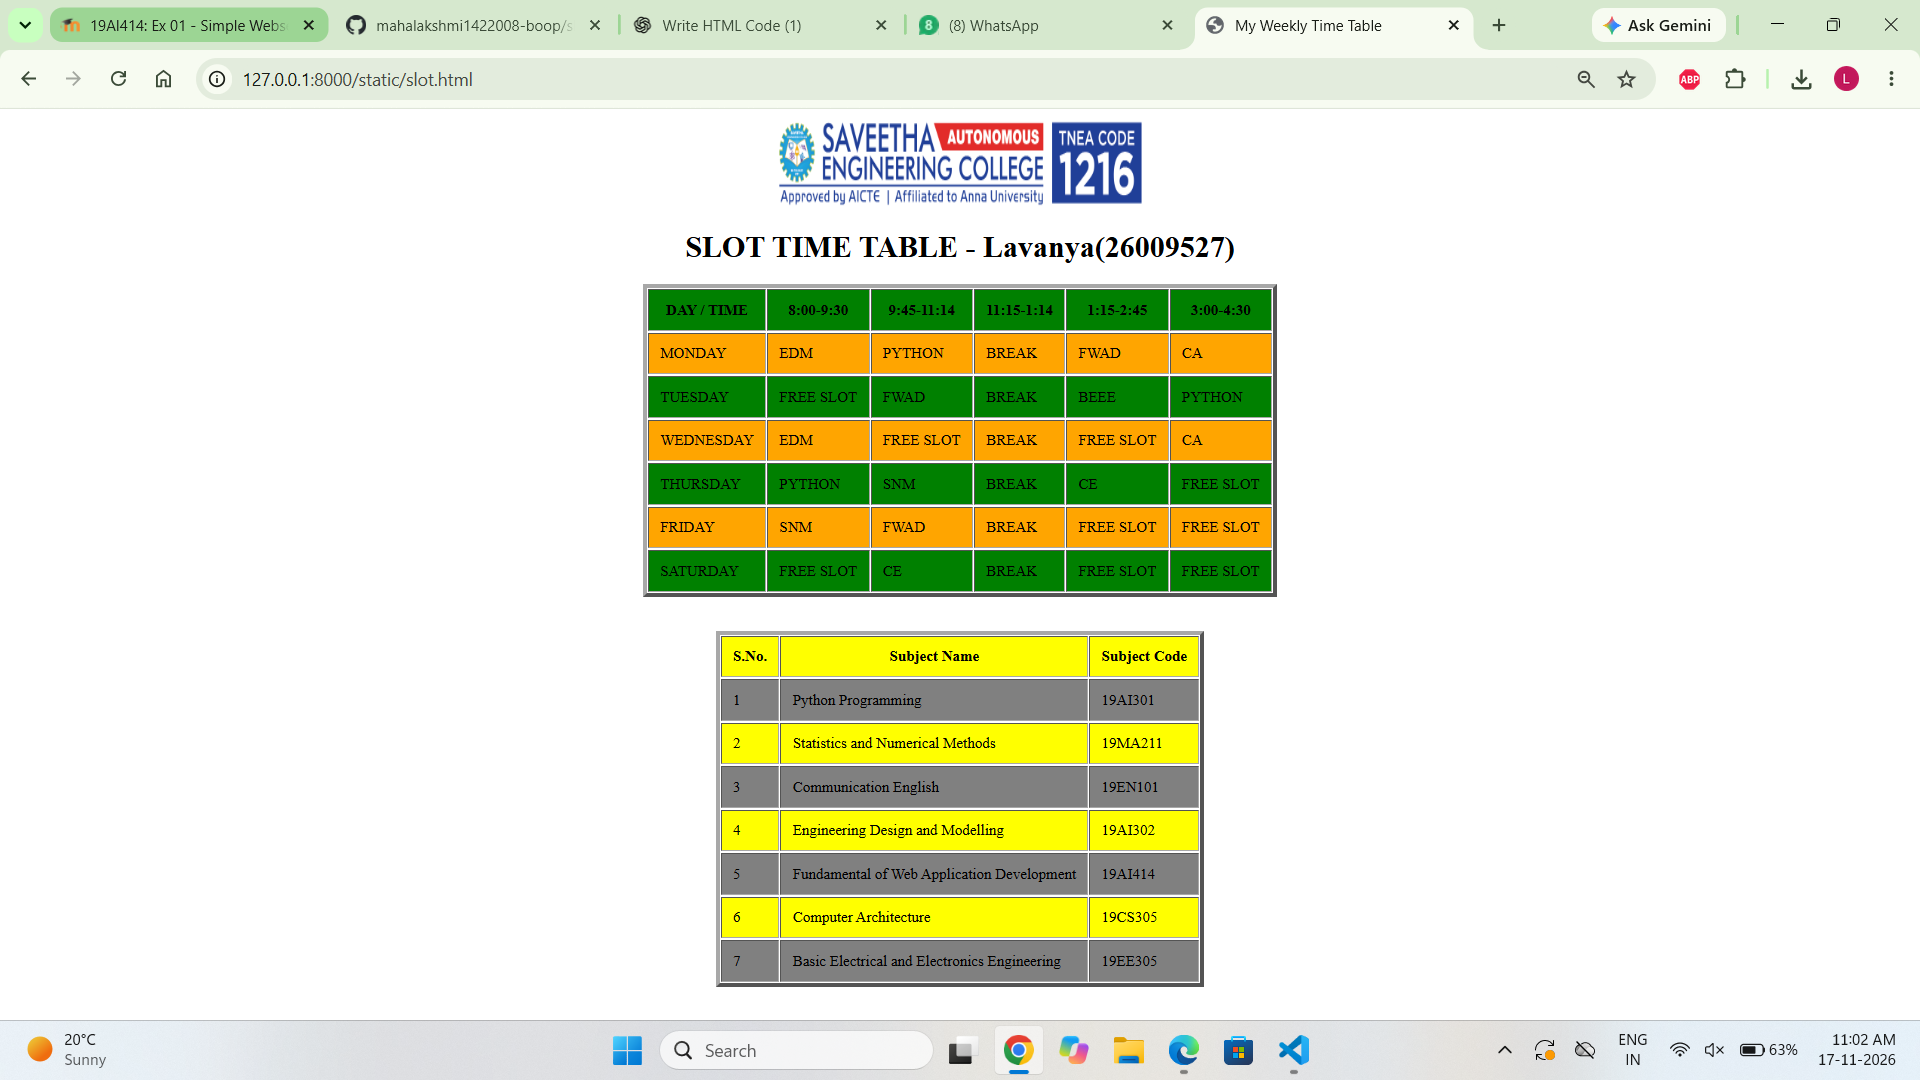 19AI414: Ex 01 - Simple Webs
mahalakshmi1422008-boop/s
Write HTML Code (1)
8 (8) WhatsApp
My Weekly Time Table
Ask Gemini
127.0.0.1:8000/static/slot.html
ABP
L
SAVEETHA AUTONOMOUS
ENGINEERING COLLEGE
Approved by AICTE | Affiliated to Anna University
TNEA CODE
1216
SLOT TIME TABLE - Lavanya(26009527)
DAY / TIME 8:00-9:30 9:45-11:14 11:15-1:14 1:15-2:45 3:00-4:30
MONDAY EDM PYTHON BREAK FWAD CA
TUESDAY FREE SLOT FWAD BREAK BEEE PYTHON
WEDNESDAY EDM FREE SLOT BREAK FREE SLOT CA
THURSDAY PYTHON SNM BREAK CE FREE SLOT
FRIDAY SNM FWAD BREAK FREE SLOT FREE SLOT
SATURDAY FREE SLOT CE BREAK FREE SLOT FREE SLOT
S.No. Subject Name Subject Code
1 Python Programming 19AI301
2 Statistics and Numerical Methods 19MA211
3 Communication English 19EN101
4 Engineering Design and Modelling 19AI302
5 Fundamental of Web Application Development 19AI414
6 Computer Architecture 19CS305
7 Basic Electrical and Electronics Engineering 19EE305
20°C
Sunny
Search
ENG
IN
63%
11:02 AM
17-11-2026